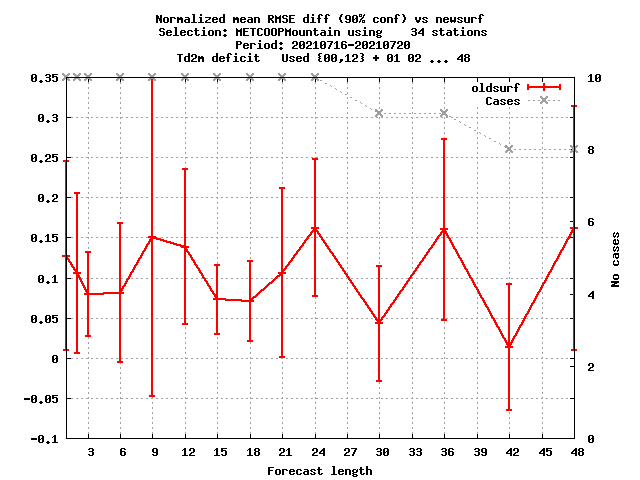 Normalized mean RMSE diff (90% conf) vs newsurf
Selection: METCOOPMountain using    34 stations
Period: 20210716-20210720
Td2m deficit   Used {00,12} + 01 02 ... 48
oldsurf
Cases
0.35
0.3
0.25
0.2
0.15
0.1
0.05
0
-0.05
-0.1
10
8
6
4
2
0
No cases
3 6 9 12 15 18 21 24 27 30 33 36 39 42 45 48
Forecast length